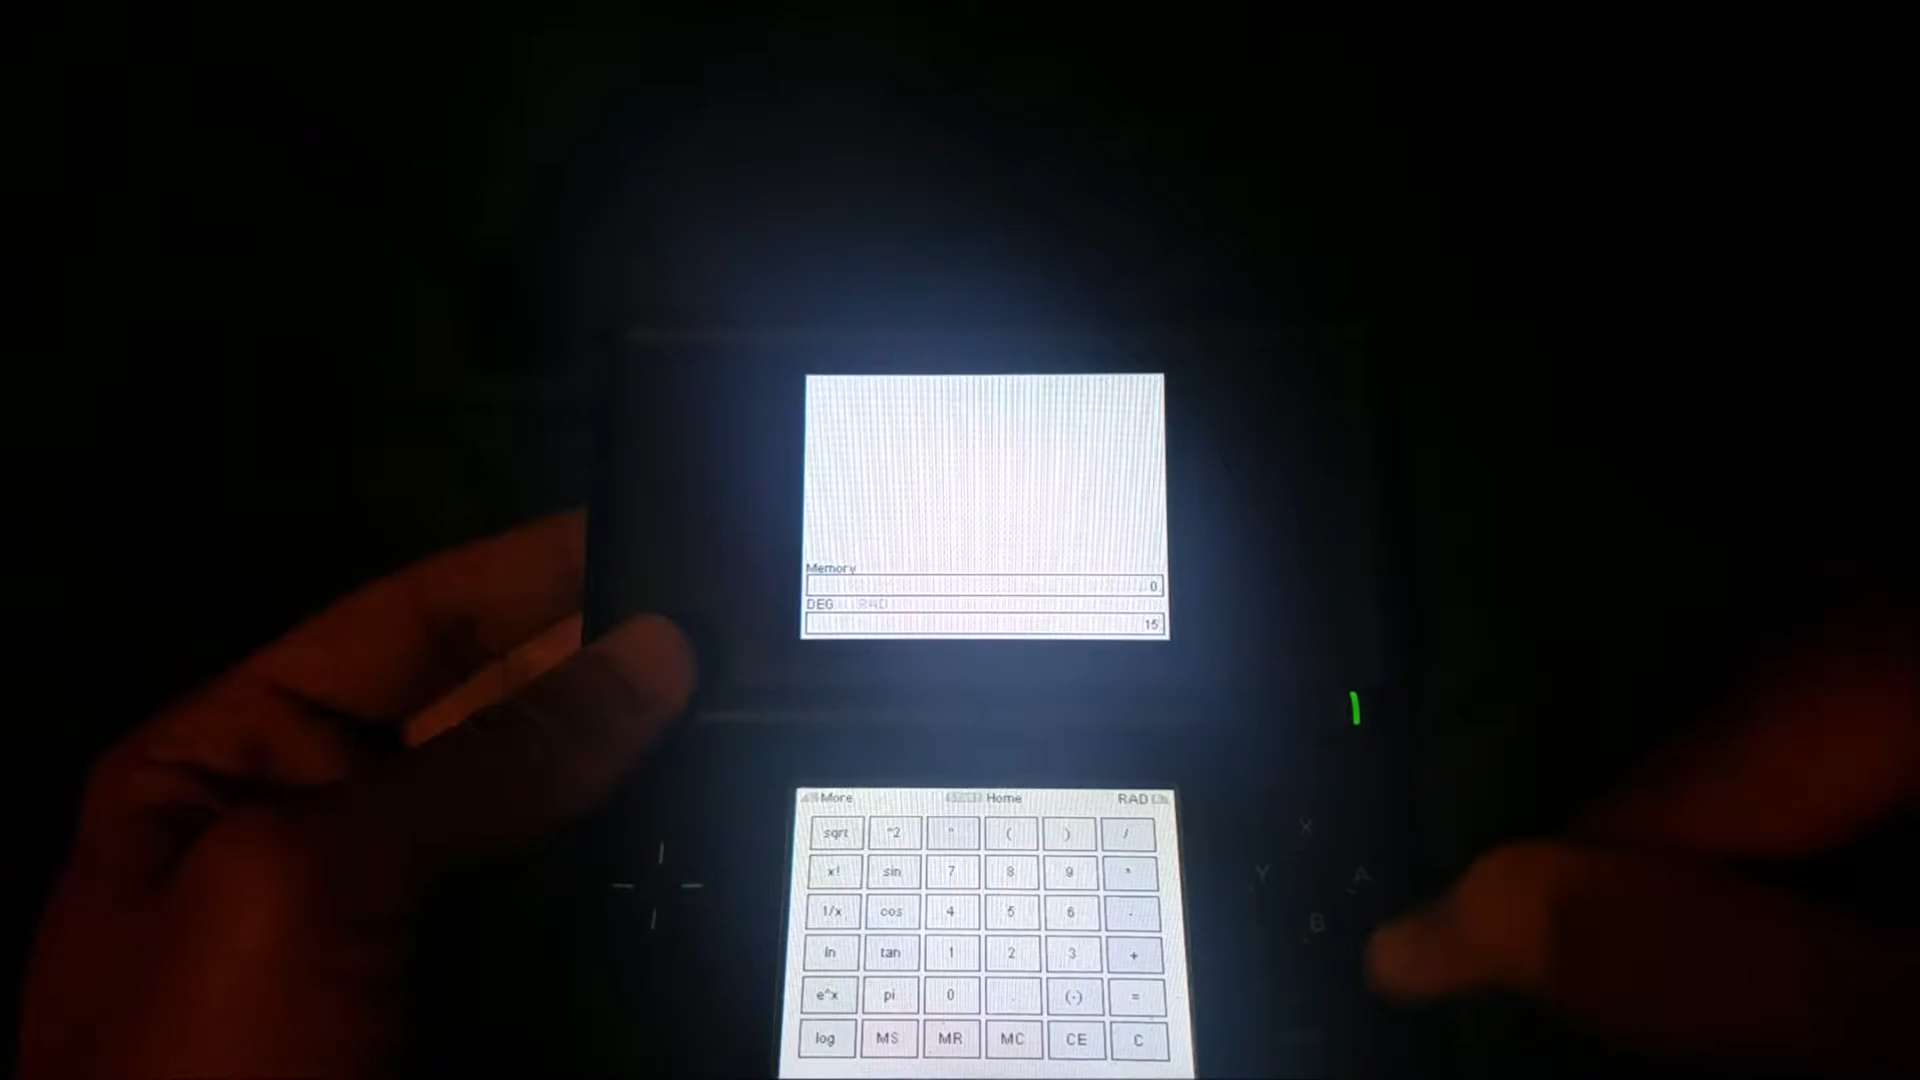 Memory
0
DEG RAD
15
More Home RAD
sqrt ^2 ^ ( ) /
x! sin 7 8 9 *
1/x cos 4 5 6 -
ln tan 1 2 3 +
e^x pi 0 . (-) =
log MS MR MC CE C
X
Y A
B